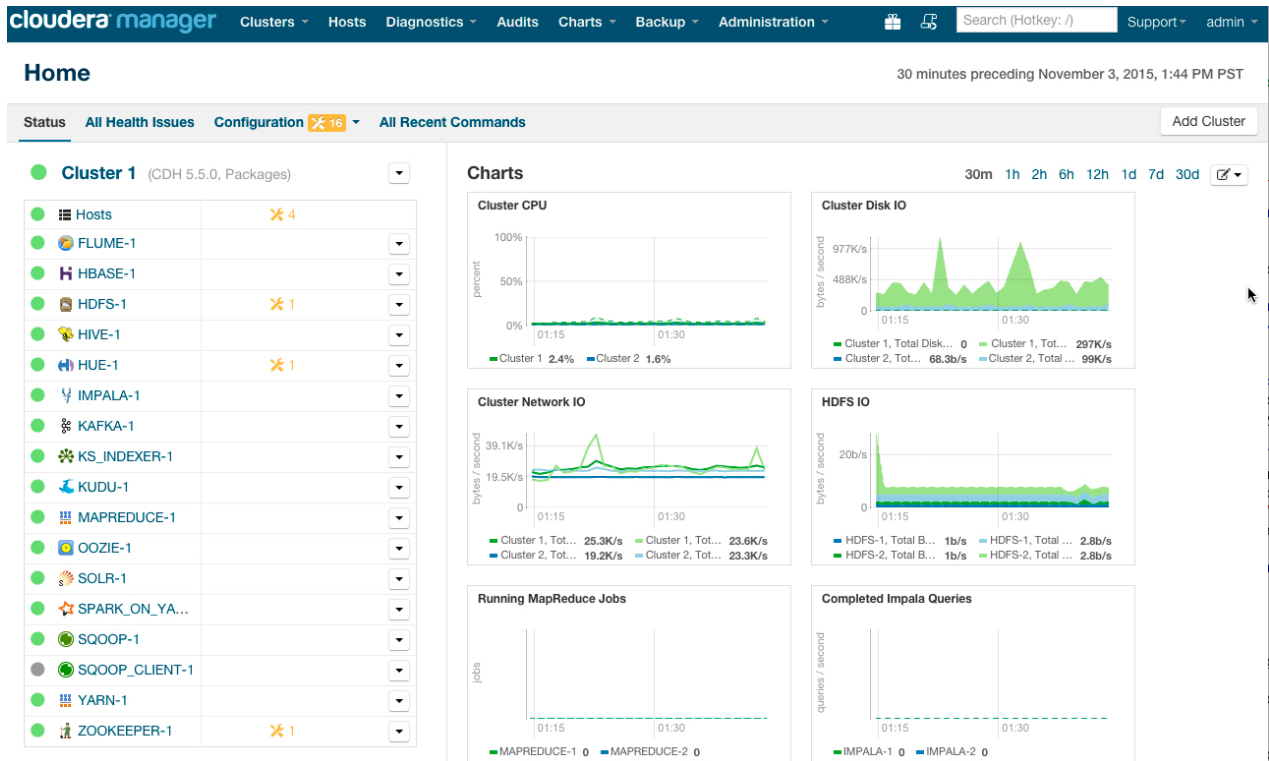 cloudera manager Clusters Hosts Diagnostics Audits Charts Backup Administration Search (Hotkey: /) Support admin
Home
30 minutes preceding November 3, 2015, 1:44 PM PST
Status All Health Issues Configuration 16 All Recent Commands Add Cluster
Cluster 1 (CDH 5.5.0, Packages)
Hosts 4
FLUME-1
HBASE-1
HDFS-1 1
HIVE-1
HUE-1 1
IMPALA-1
KAFKA-1
KS_INDEXER-1
KUDU-1
MAPREDUCE-1
OOZIE-1
SOLR-1
SPARK_ON_YA...
SQOOP-1
SQOOP_CLIENT-1
YARN-1
ZOOKEEPER-1 1
Charts 30m 1h 2h 6h 12h 1d 7d 30d
Cluster CPU
percent
100%
50%
0%
01:15 01:30
Cluster 1 2.4% Cluster 2 1.6%
Cluster Disk IO
bytes / second
977K/s
488K/s
0
01:15 01:30
Cluster 1, Total Disk... 0 Cluster 1, Tot... 297K/s
Cluster 2, Tot... 68.3b/s Cluster 2, Total ... 99K/s
Cluster Network IO
bytes / second
39.1K/s
19.5K/s
0
01:15 01:30
Cluster 1, Tot... 25.3K/s Cluster 1, Tot... 23.6K/s
Cluster 2, Tot... 19.2K/s Cluster 2, Tot... 23.3K/s
HDFS IO
bytes / second
20b/s
0
01:15 01:30
HDFS-1, Total B... 1b/s HDFS-1, Total ... 2.8b/s
HDFS-2, Total B... 1b/s HDFS-2, Total ... 2.8b/s
Running MapReduce Jobs
jobs
01:15 01:30
MAPREDUCE-1 0 MAPREDUCE-2 0
Completed Impala Queries
queries / second
01:15 01:30
IMPALA-1 0 IMPALA-2 0